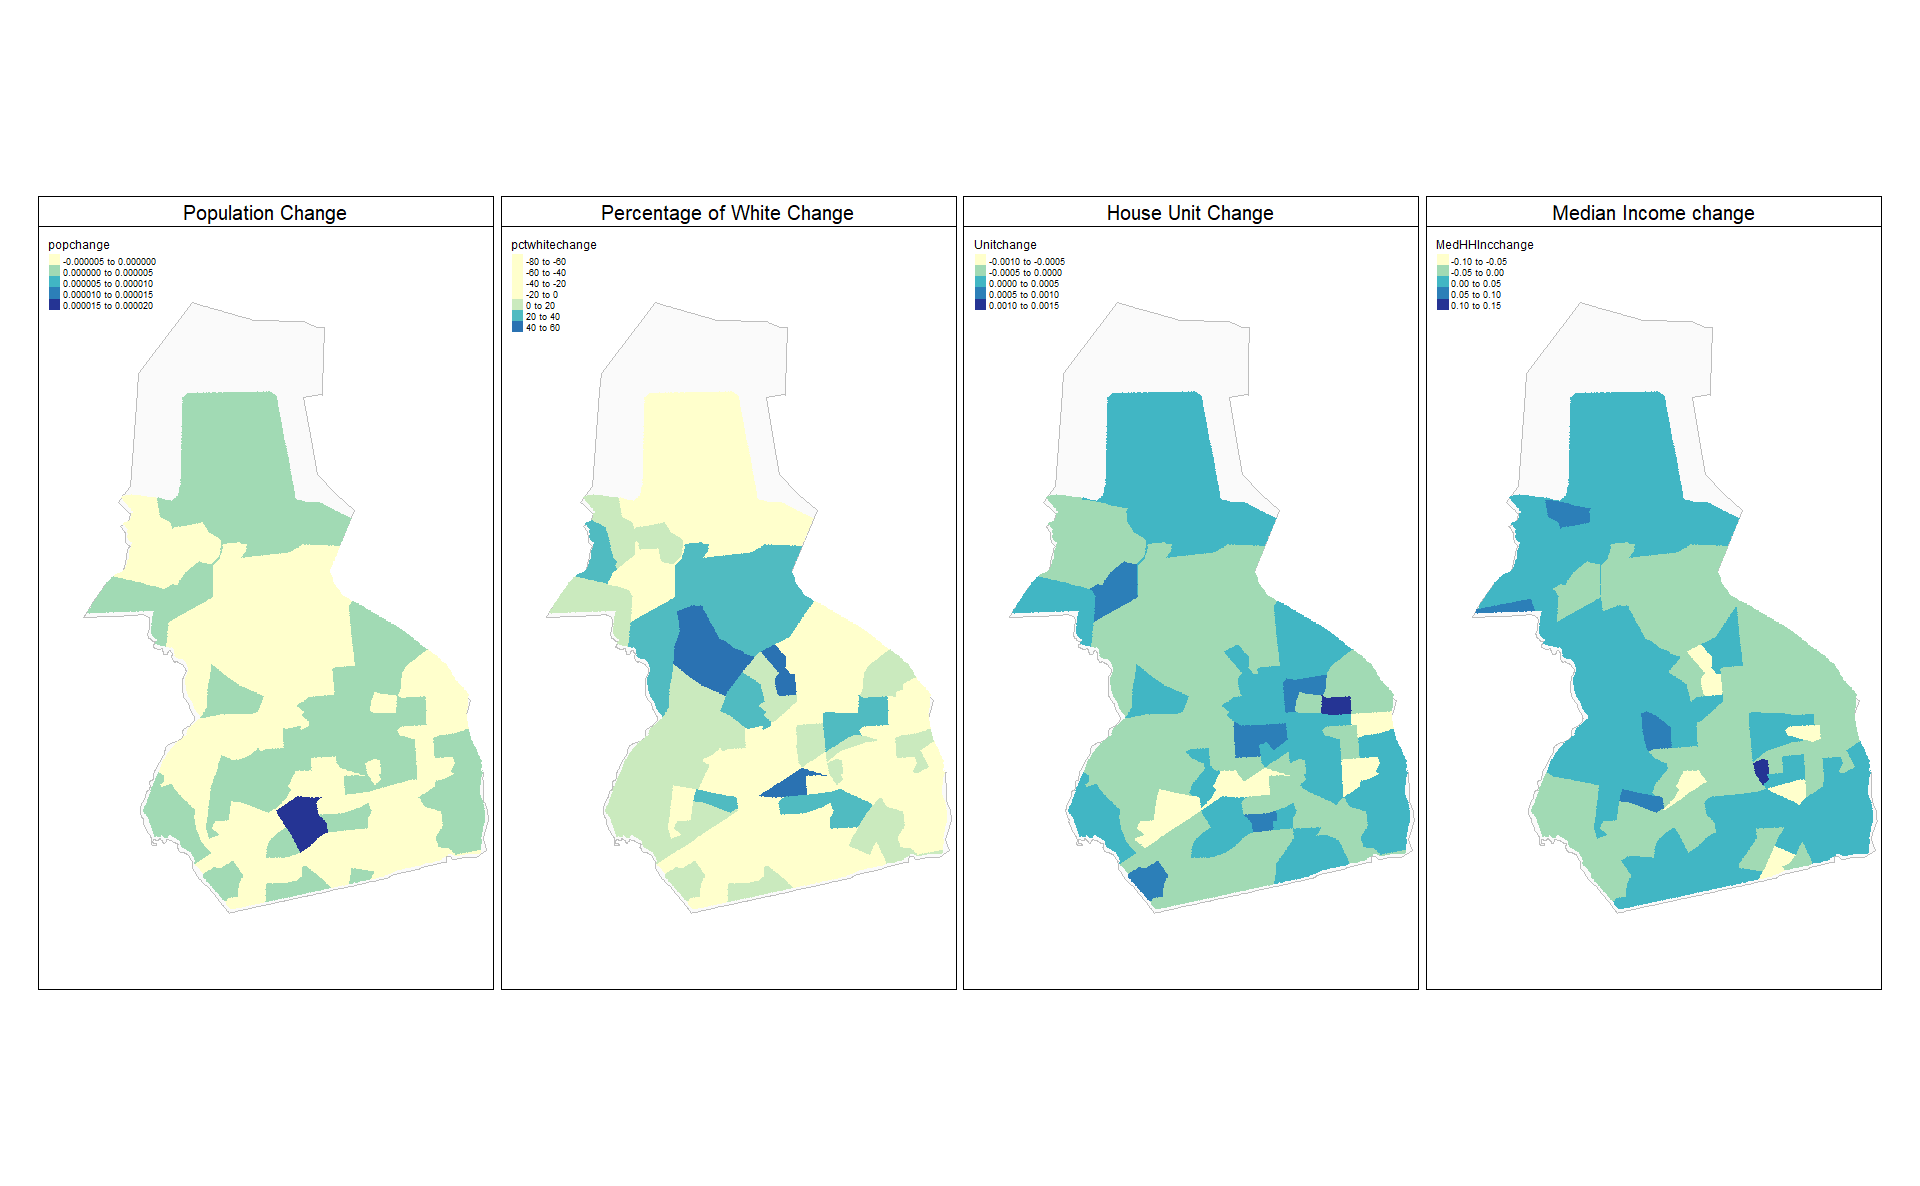 Population Change
popchange
-0.000005 to 0.000000
0.000000 to 0.000005
0.000005 to 0.000010
0.000010 to 0.000015
0.000015 to 0.000020
Percentage of White Change
pctwhitechange
-80 to -60
-60 to -40
-40 to -20
-20 to 0
0 to 20
20 to 40
40 to 60
House Unit Change
Unitchange
-0.0010 to -0.0005
-0.0005 to 0.0000
0.0000 to 0.0005
0.0005 to 0.0010
0.0010 to 0.0015
Median Income change
MedHHIncchange
-0.10 to -0.05
-0.05 to 0.00
0.00 to 0.05
0.05 to 0.10
0.10 to 0.15